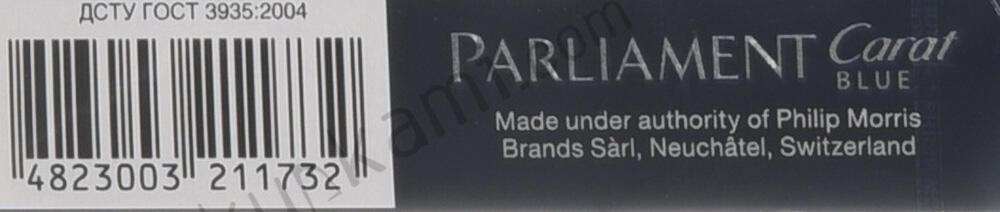 ДСТУ ГОСТ 3935:2004
4823003 211732
PARLIAMENT Carat
BLUE
Made under authority of Philip Morris
Brands Sàrl, Neuchâtel, Switzerland